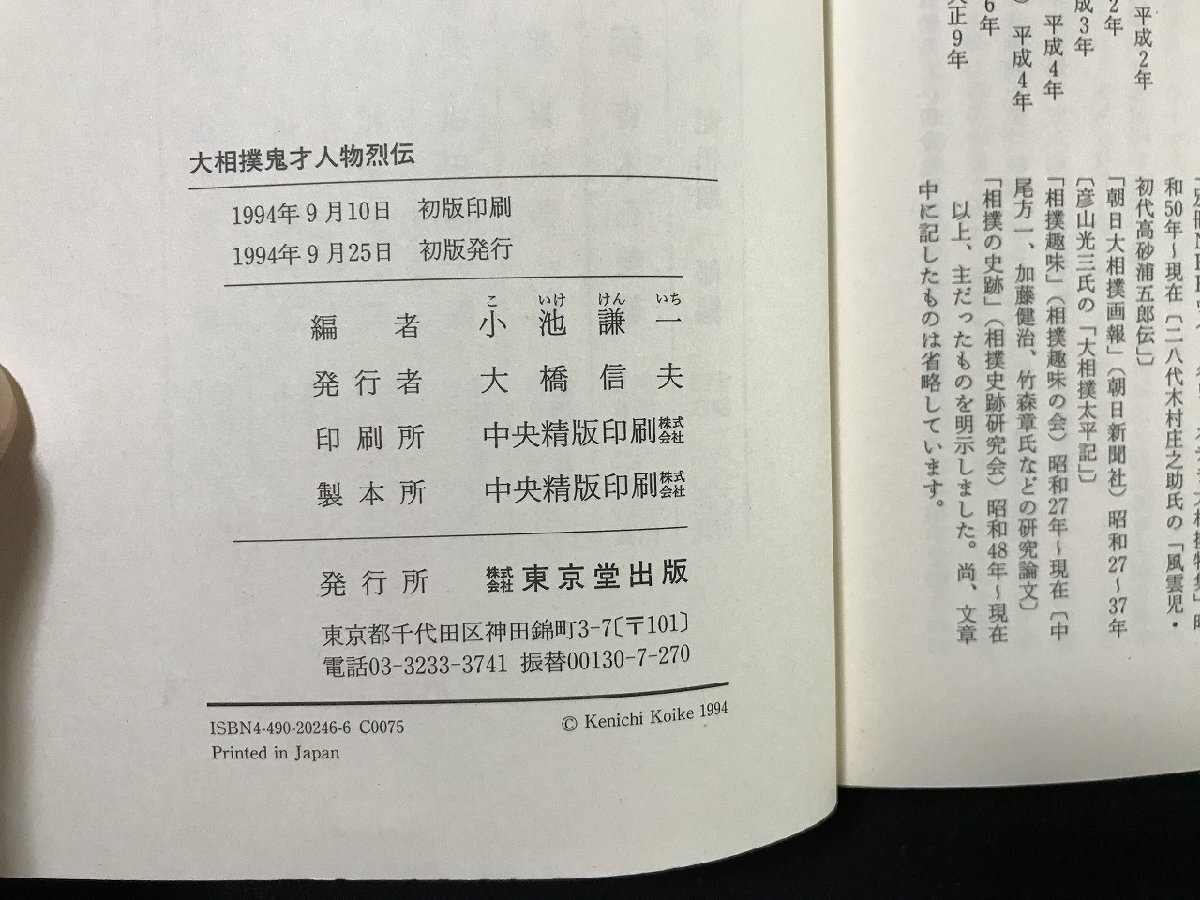 大相撲鬼才人物烈伝
1994年9月10日 初版印刷
1994年9月25日 初版発行
こ いけ けん いち
編者 小池謙一
発行者 大橋信夫
印刷所 中央精版印刷株式会社
製本所 中央精版印刷株式会社
発行所 株式会社東京堂出版
東京都千代田区神田錦町3-7〔〒101〕
電話03-3233-3741 振替00130-7-270
ISBN4-490-20246-6 C0075
© Kenichi Koike 1994
Printed in Japan
平成2年
2年
成3年
平成4年
) 平成4年
6年
大正9年
和50年~現在〔二八代木村庄之助氏の「風雲児・
初代高砂浦五郎伝」〕
「朝日大相撲画報」(朝日新聞社)昭和27~37年
〔彦山光三氏の「大相撲太平記」〕
「相撲趣味」(相撲趣味の会)昭和27年~現在〔中
尾方一、加藤健治、竹森章氏などの研究論文〕
「相撲の史跡」(相撲史跡研究会)昭和48年~現在
以上、主だったものを明示しました。尚、文章
中に記したものは省略しています。